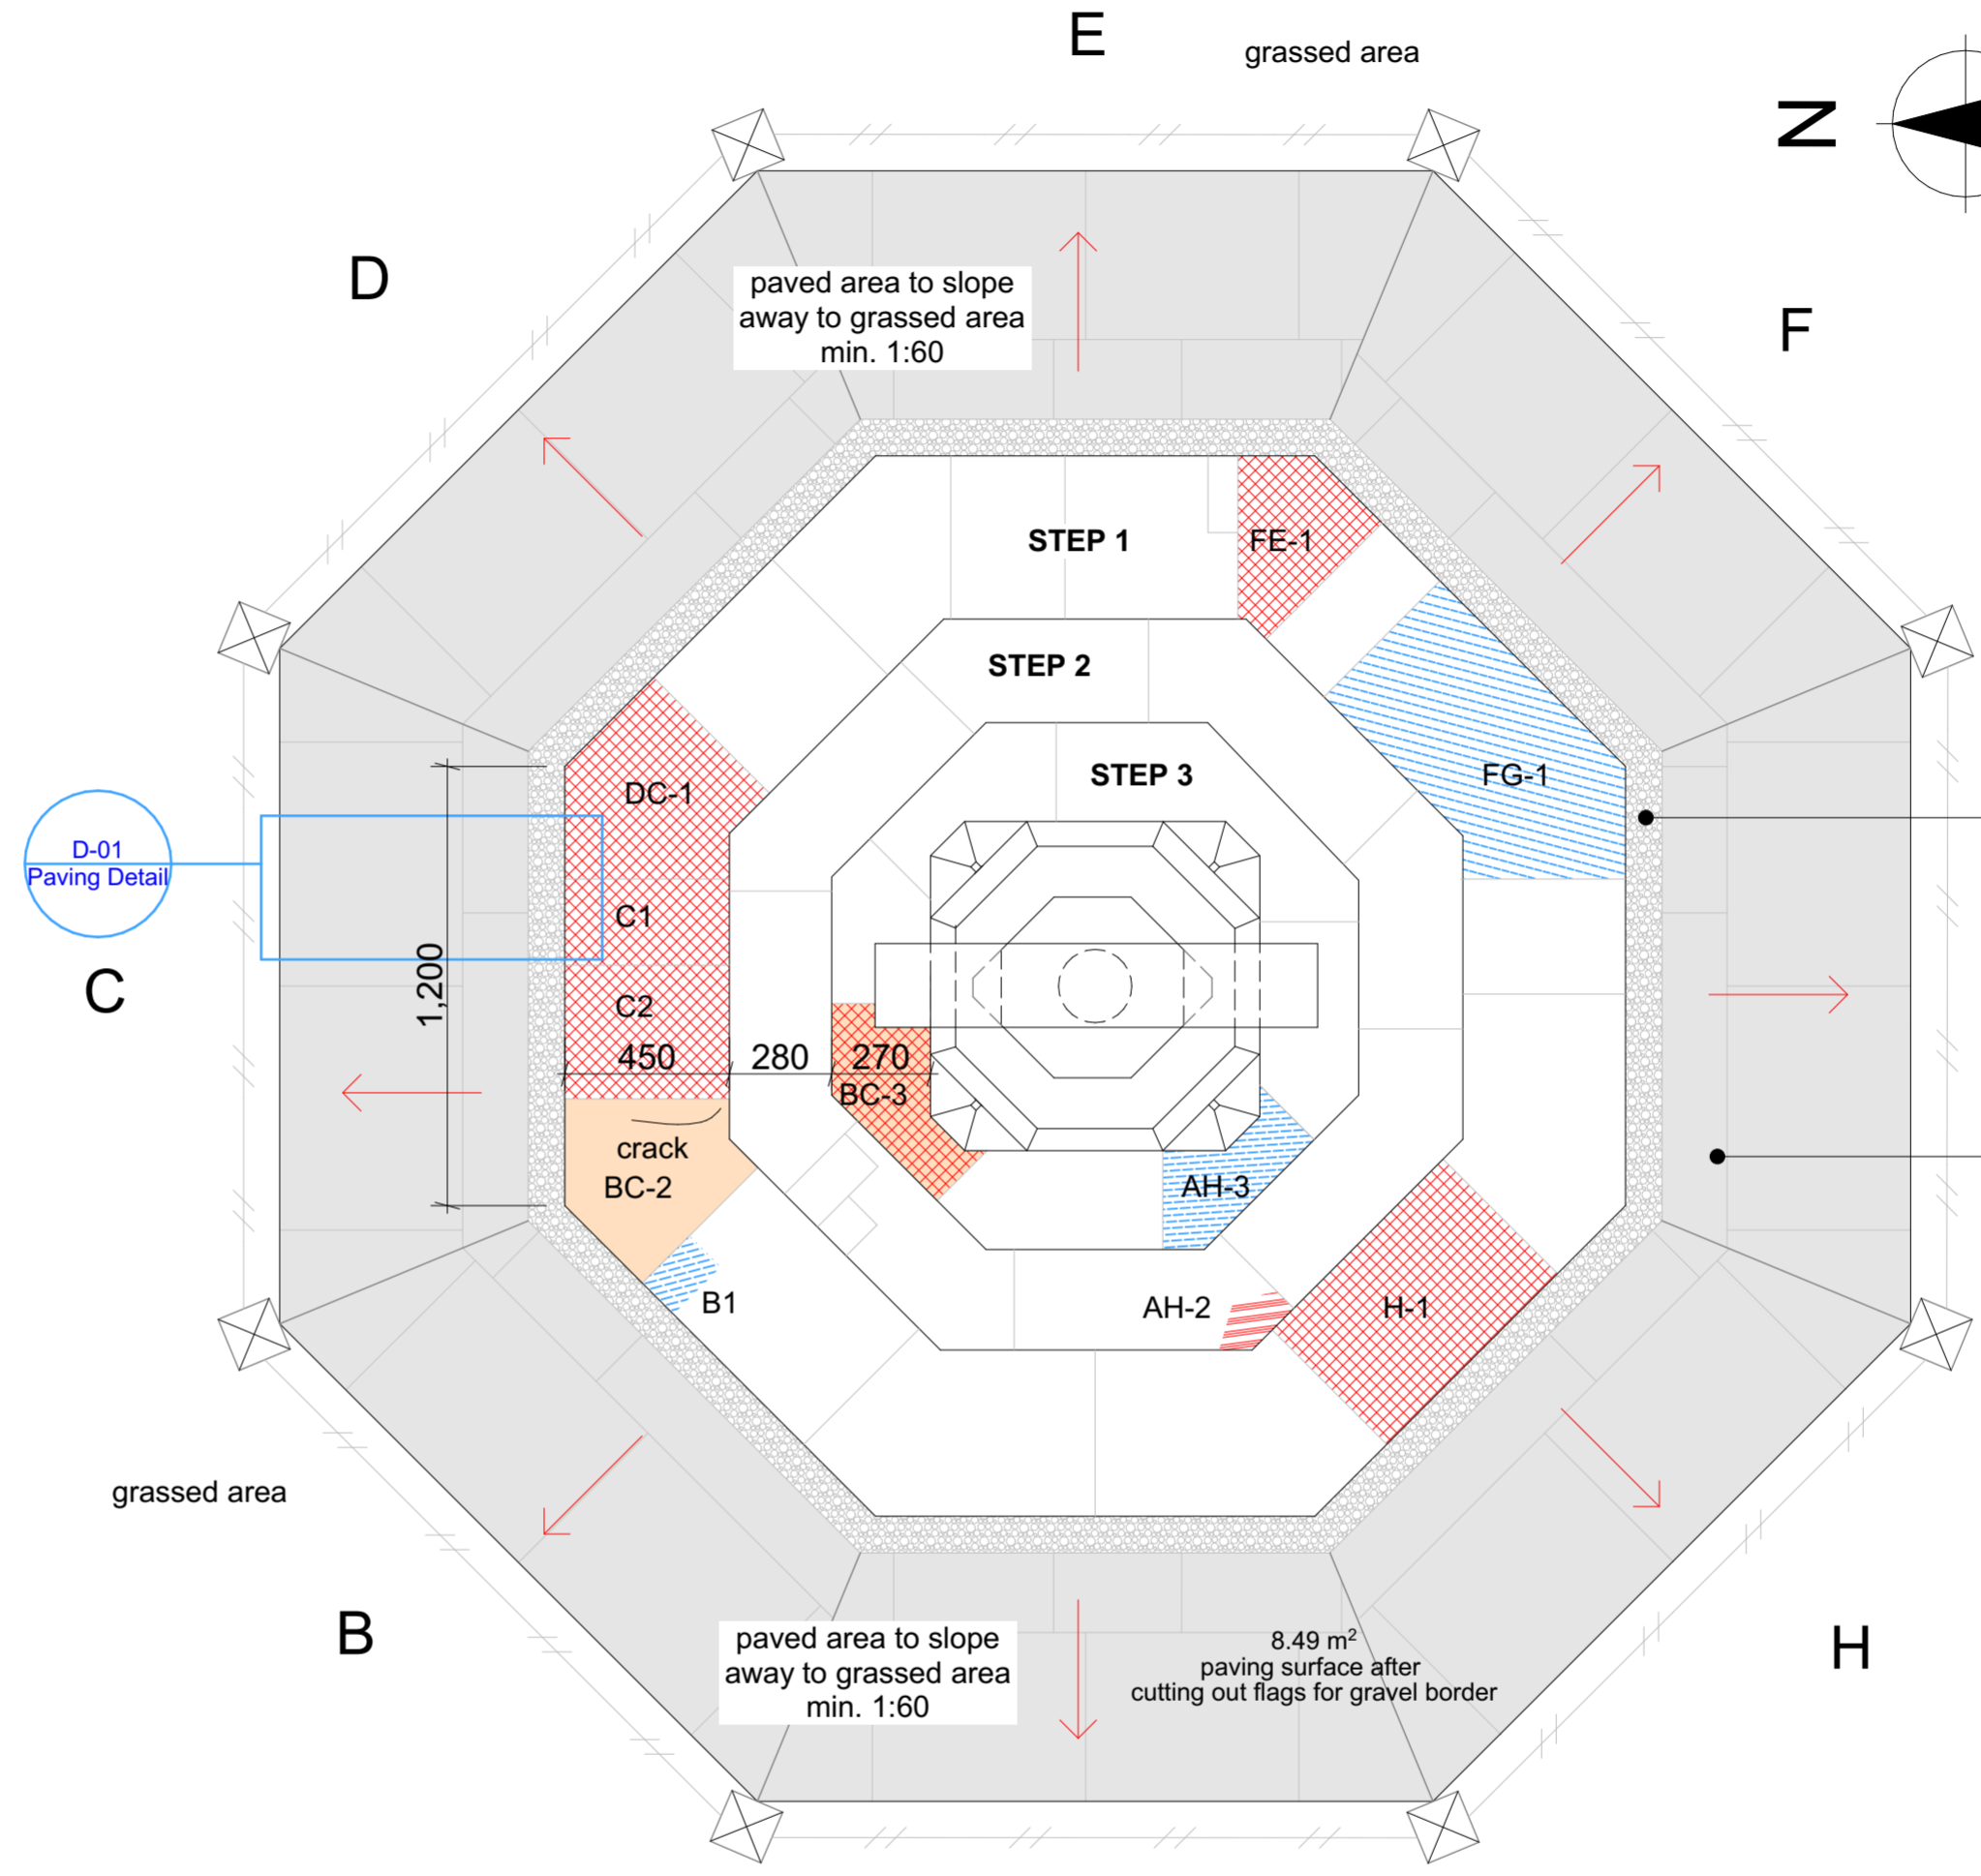 E
grassed area
N
D
paved area to slope
away to grassed area
min. 1:60
F
STEP 1
FE-1
STEP 2
STEP 3
FG-1
DC-1
D-01
Paving Detail
C1
C
1,200
C2
450
280
270
BC-3
crack
BC-2
AH-3
B1
AH-2
H-1
grassed area
B
paved area to slope
away to grassed area
min. 1:60
8.49 m²
paving surface after
cutting out flags for gravel border
H